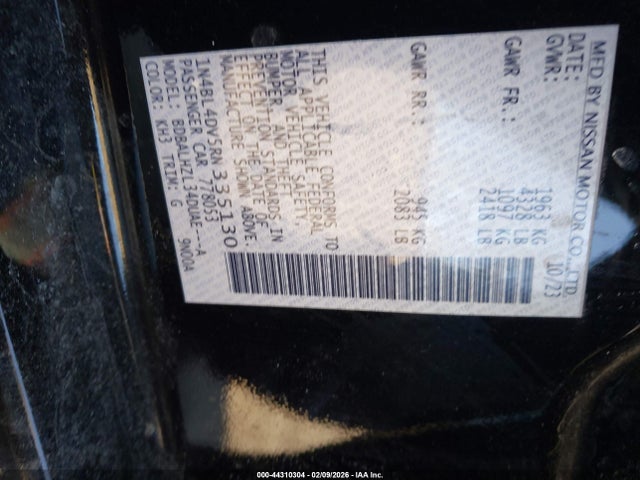 MFD BY NISSAN MOTOR CO.,LTD.
DATE: 10/23
GVWR: 1963 KG
4328 LB
GAWR FR.: 1097 KG
2418 LB
GAWR RR.: 945 KG
2083 LB
THIS VEHICLE CONFORMS TO
ALL APPLICABLE FEDERAL
MOTOR VEHICLE SAFETY,
BUMPER, AND THEFT
PREVENTION STANDARDS IN
EFFECT ON THE DATE OF
MANUFACTURE SHOWN ABOVE.
1N4BL4DV5RN335130
PASSENGER CAR 778053
MODEL: BDBALHZL34DUAE--A
COLOR: KH3 TRIM: G 9N00A
000-44310304 | 02/09/2026 - IAA Inc.